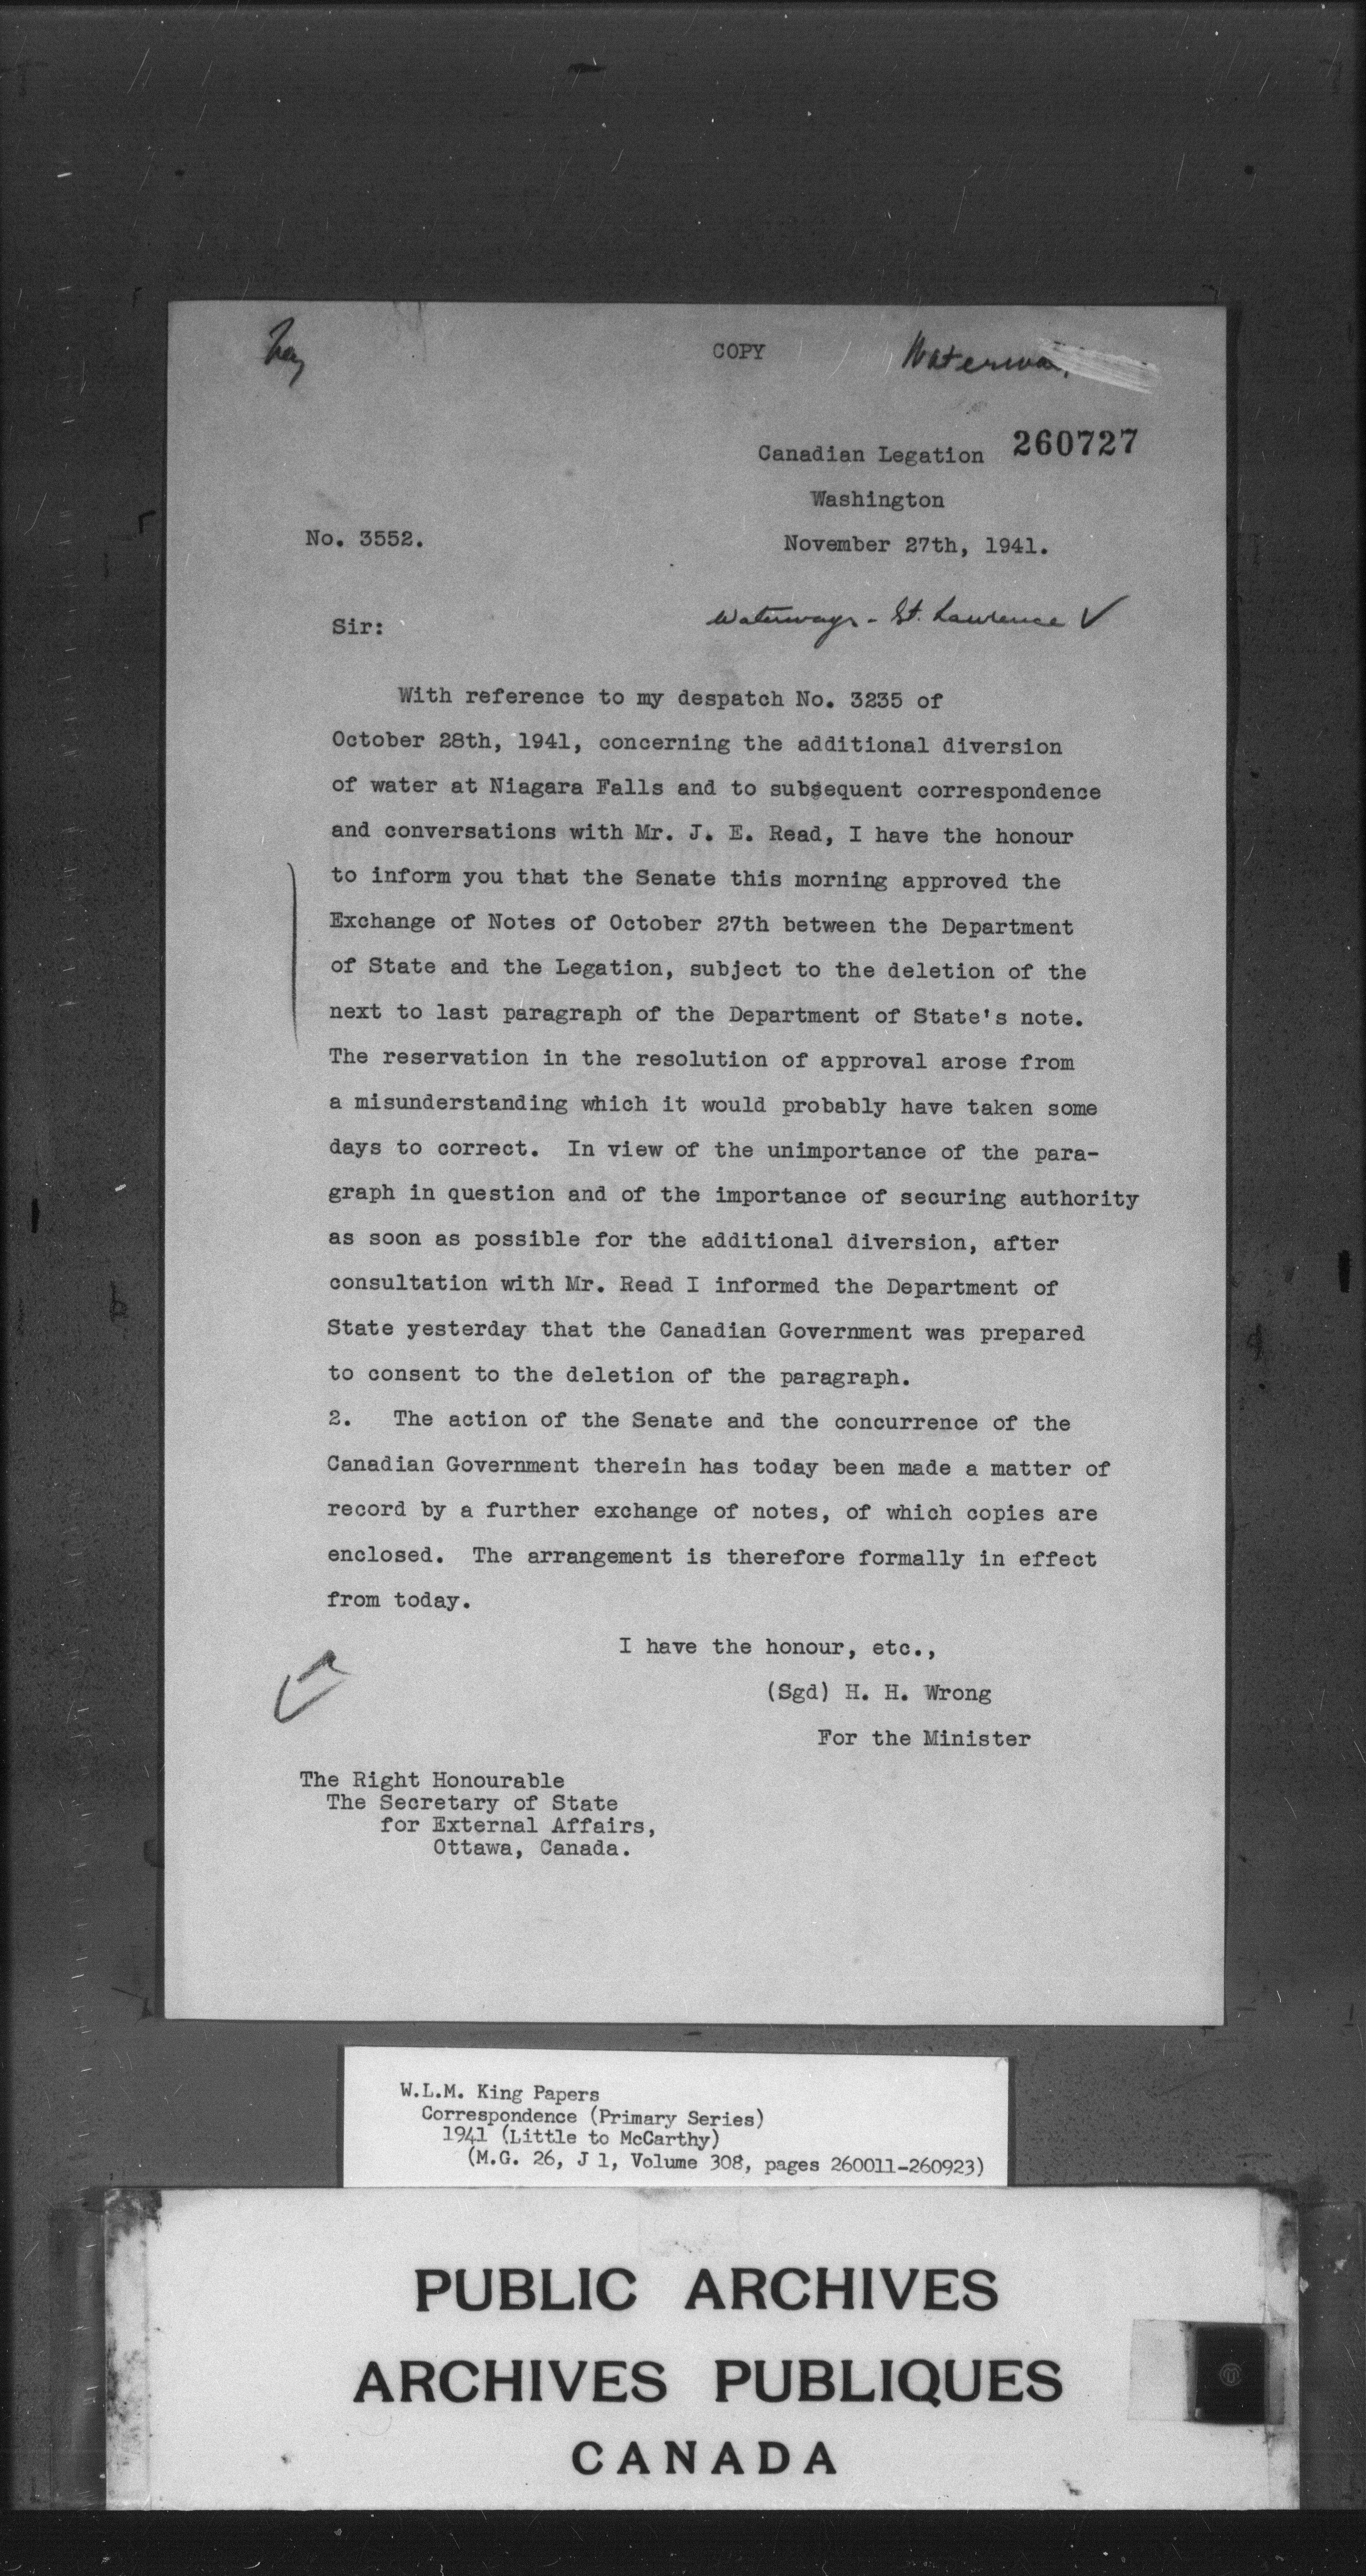 COPY
Canadian Legation 260727
Washington
No. 3552.
November 27th, 1941.
Waterways - St. Lawrence
Sir:
With reference to my despatch No. 3235 of
October 28th, 1941, concerning the additional diversion
of water at Niagara Falls and to subsequent correspondence
and conversations with Mr. J. E. Read, I have the honour
to inform you that the Senate this morning approved the
Exchange of Notes of October 27th between the Department
of State and the Legation, subject to the deletion of the
next to last paragraph of the Department of State's note.
The reservation in the resolution of approval arose from
a misunderstanding which it would probably have taken some
days to correct. In view of the unimportance of the para-
graph in question and of the importance of securing authority
as soon as possible for the additional diversion, after
consultation with Mr. Read I informed the Department of
State yesterday that the Canadian Government was prepared
to consent to the deletion of the paragraph.
2. The action of the Senate and the concurrence of the
Canadian Government therein has today been made a matter of
record by a further exchange of notes, of which copies are
enclosed. The arrangement is therefore formally in effect
from today.
I have the honour, etc.,
(Sgd) H. H. Wrong
For the Minister
The Right Honourable
The Secretary of State
for External Affairs,
Ottawa, Canada.
W.L.M. King Papers
Correspondence (Primary Series)
1941 (Little to McCarthy)
(M.G. 26, J 1, Volume 308, pages 260011-260923)
PUBLIC ARCHIVES
ARCHIVES PUBLIQUES
CANADA